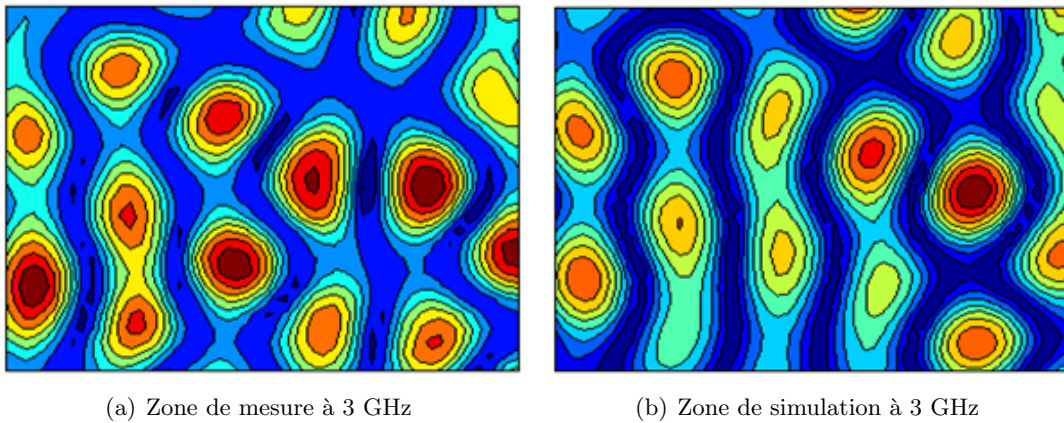 (a) Zone de mesure à 3 GHz
(b) Zone de simulation à 3 GHz